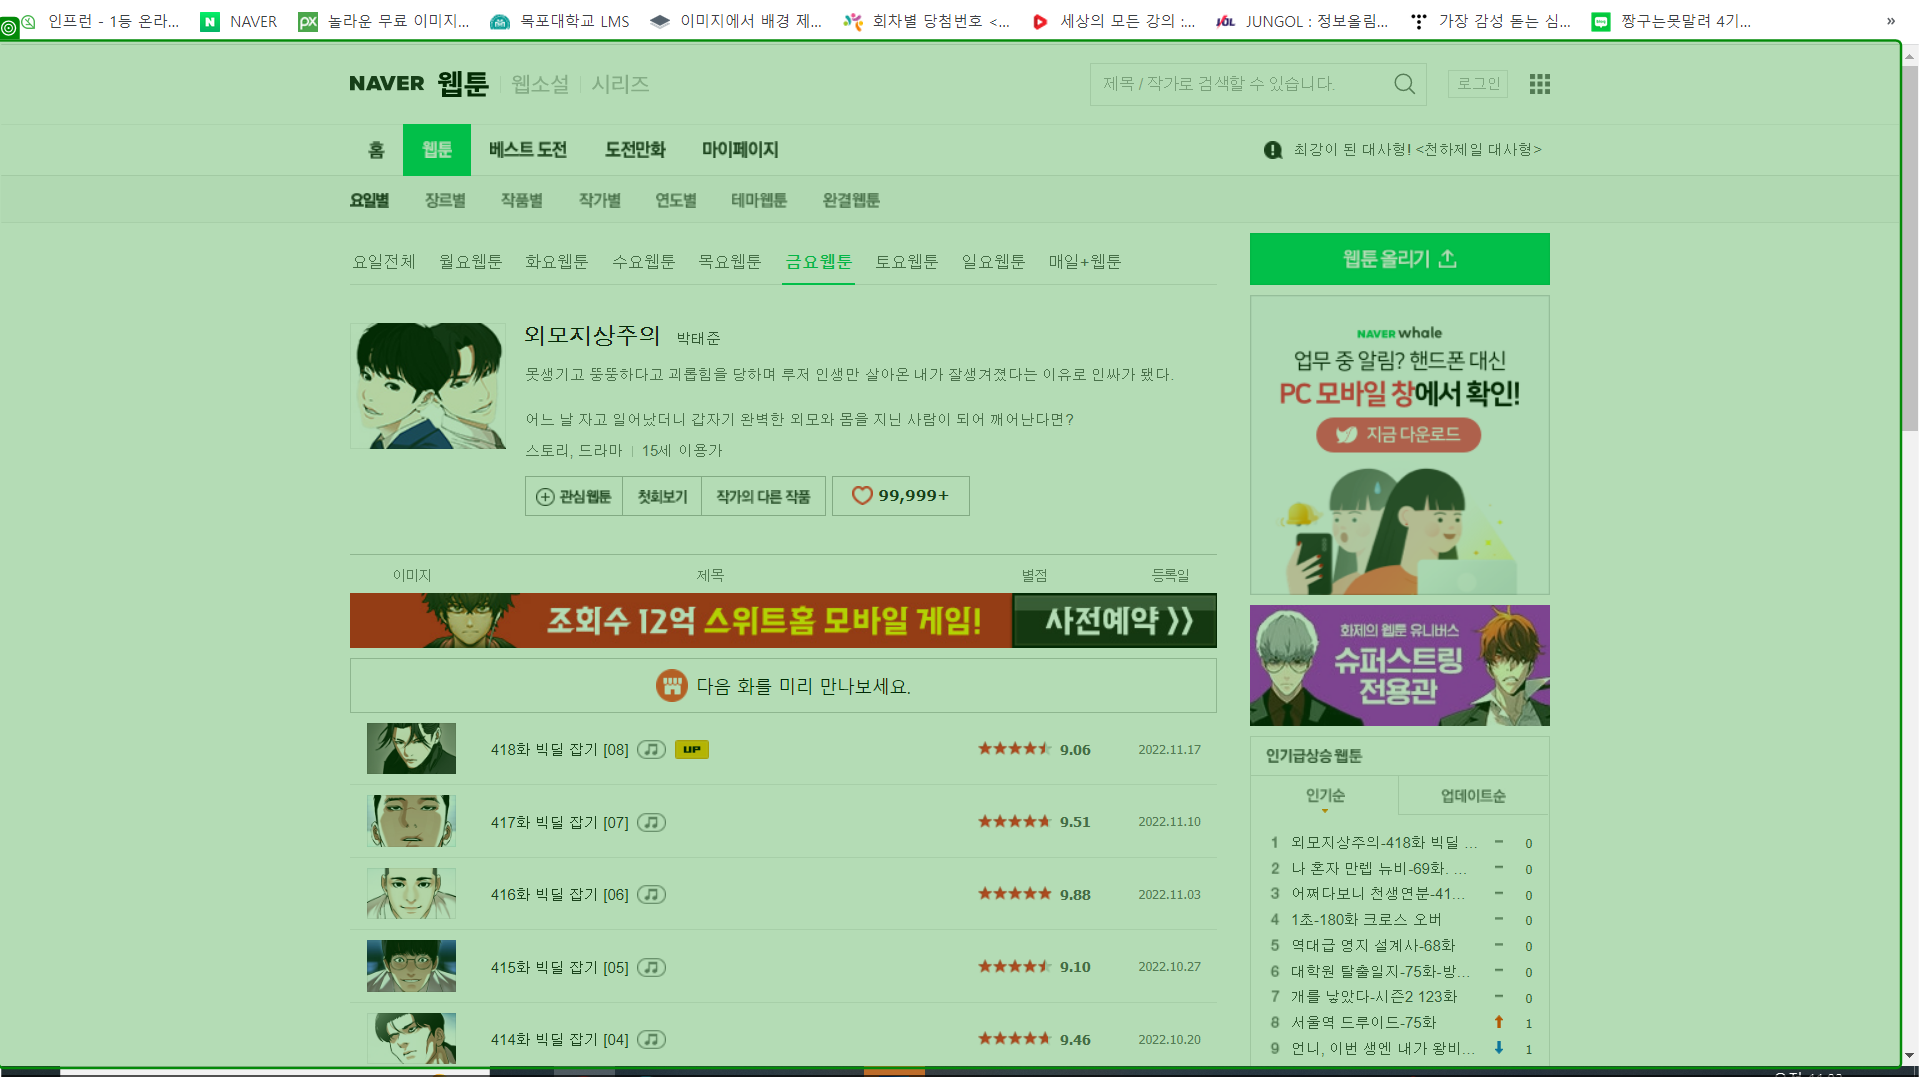 인프런 - 1등 온라... NAVER 놀라운 무료 이미지... 목포대학교 LMS 이미지에서 배경 제... 회차별 당첨번호 <... 세상의 모든 강의 :... JUNGOL : 정보올림... 가장 감성 돋는 심... 짱구는못말려 4기... »
NAVER 웹툰 웹소설 시리즈 제목 / 작가로 검색할 수 있습니다. 로그인
홈 웹툰 베스트 도전 도전만화 마이페이지 최강이 된 대사형! <천하제일 대사형>
요일별 장르별 작품별 작가별 연도별 테마웹툰 완결웹툰
요일전체 월요웹툰 화요웹툰 수요웹툰 목요웹툰 금요웹툰 토요웹툰 일요웹툰 매일+웹툰
웹툰 올리기
외모지상주의 박태준
못생기고 뚱뚱하다고 괴롭힘을 당하며 루저 인생만 살아온 내가 잘생겨졌다는 이유로 인싸가 됐다.
어느 날 자고 일어났더니 갑자기 완벽한 외모와 몸을 지닌 사람이 되어 깨어난다면?
스토리, 드라마 | 15세 이용가
관심웹툰 첫회보기 작가의 다른 작품 99,999+
이미지 제목 별점 등록일
조회수 12억 스위트홈 모바일 게임! 사전예약 》
다음 화를 미리 만나보세요.
418화 빅딜 잡기 [08] UP ★★★★★ 9.06 2022.11.17
417화 빅딜 잡기 [07] ★★★★★ 9.51 2022.11.10
416화 빅딜 잡기 [06] ★★★★★ 9.88 2022.11.03
415화 빅딜 잡기 [05] ★★★★★ 9.10 2022.10.27
414화 빅딜 잡기 [04] ★★★★★ 9.46 2022.10.20
NAVER whale
업무 중 알림? 핸드폰 대신
PC 모바일 창에서 확인!
지금 다운로드
화제의 웹툰 유니버스
슈퍼스트링
전용관
인기급상승 웹툰
인기순 업데이트순
1 외모지상주의-418화 빅딜 ... 0
2 나 혼자 만렙 뉴비-69화. ... 0
3 어쩌다보니 천생연분-41... 0
4 1초-180화 크로스 오버 0
5 역대급 영지 설계사-68화 0
6 대학원 탈출일지-75화-방... 0
7 개를 낳았다-시즌2 123화 0
8 서울역 드루이드-75화 1
9 언니, 이번 생엔 내가 왕비... 1